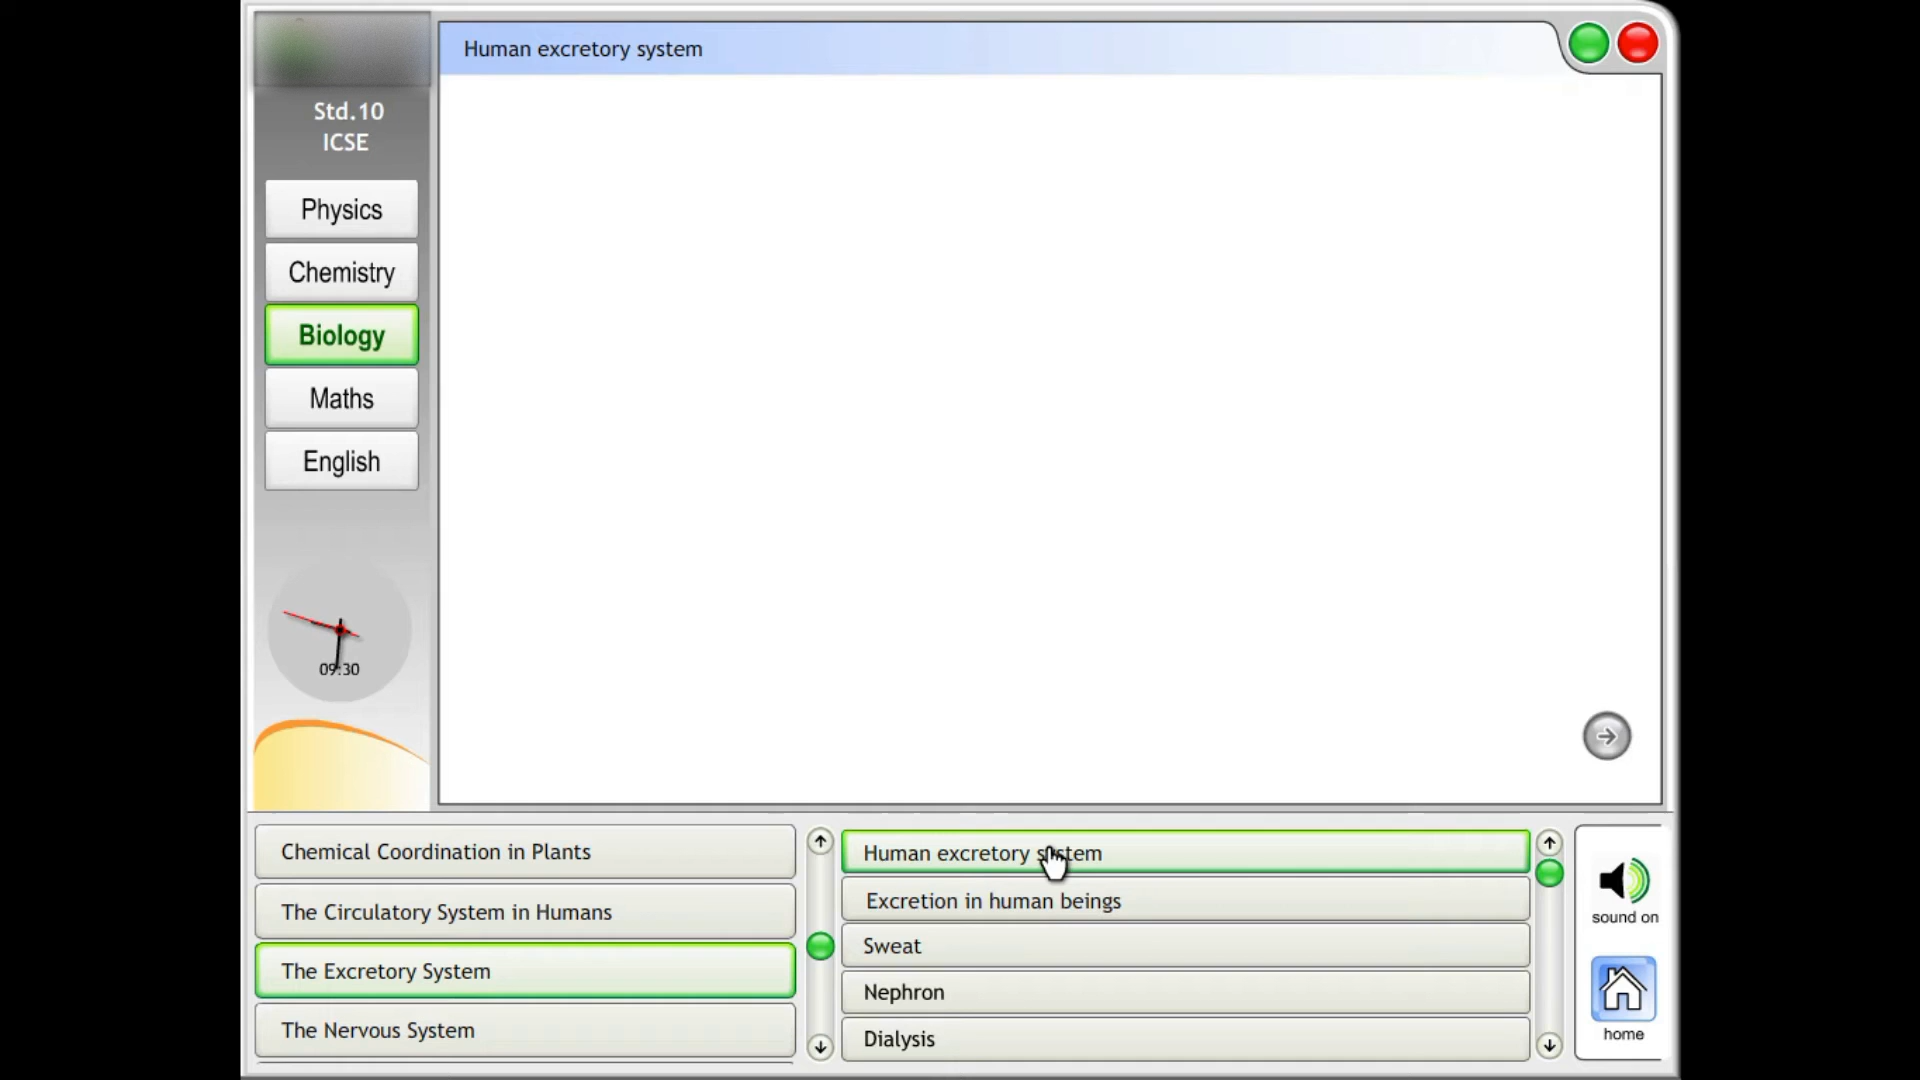 Human excretory system
Std.10
ICSE
Physics
Chemistry
Biology
Maths
English
09:30
Chemical Coordination in Plants
The Circulatory System in Humans
The Excretory System
The Nervous System
Human excretory system
Excretion in human beings
Sweat
Nephron
Dialysis
sound on
home